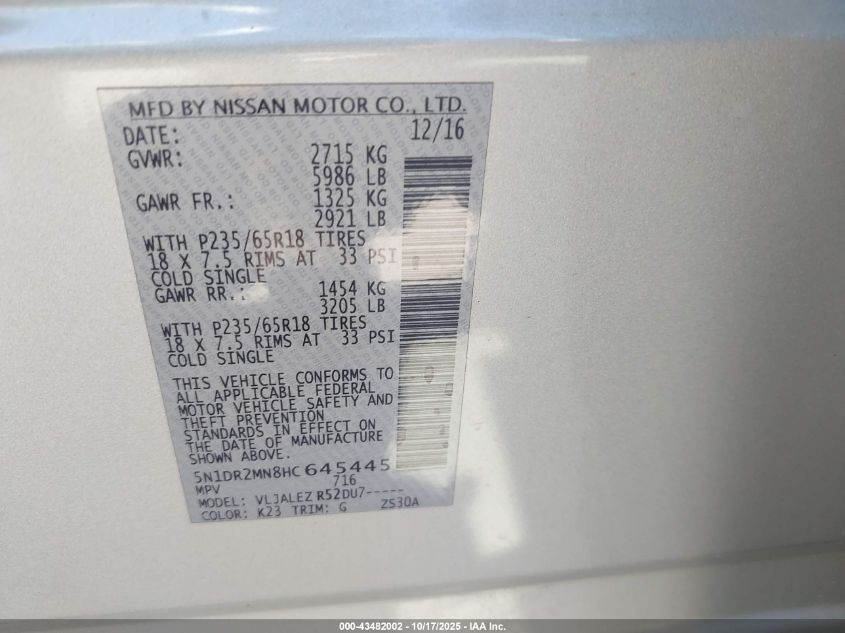 MFD BY NISSAN MOTOR CO., LTD.
DATE: 12/16
GVWR: 2715 KG
5986 LB
GAWR FR.: 1325 KG
2921 LB
WITH P235/65R18 TIRES
18 X 7.5 RIMS AT 33 PSI
COLD SINGLE
GAWR RR.: 1454 KG
3205 LB
WITH P235/65R18 TIRES
18 X 7.5 RIMS AT 33 PSI
COLD SINGLE
THIS VEHICLE CONFORMS TO
ALL APPLICABLE FEDERAL
MOTOR VEHICLE SAFETY AND
THEFT PREVENTION
STANDARDS IN EFFECT ON
THE DATE OF MANUFACTURE
SHOWN ABOVE.
5N1DR2MN8HC645445
MPV 716
MODEL: VLJALEZ R52DU7-----
COLOR: K23 TRIM: G ZS30A
000-43482002 - 10/17/2025 - IAA Inc.